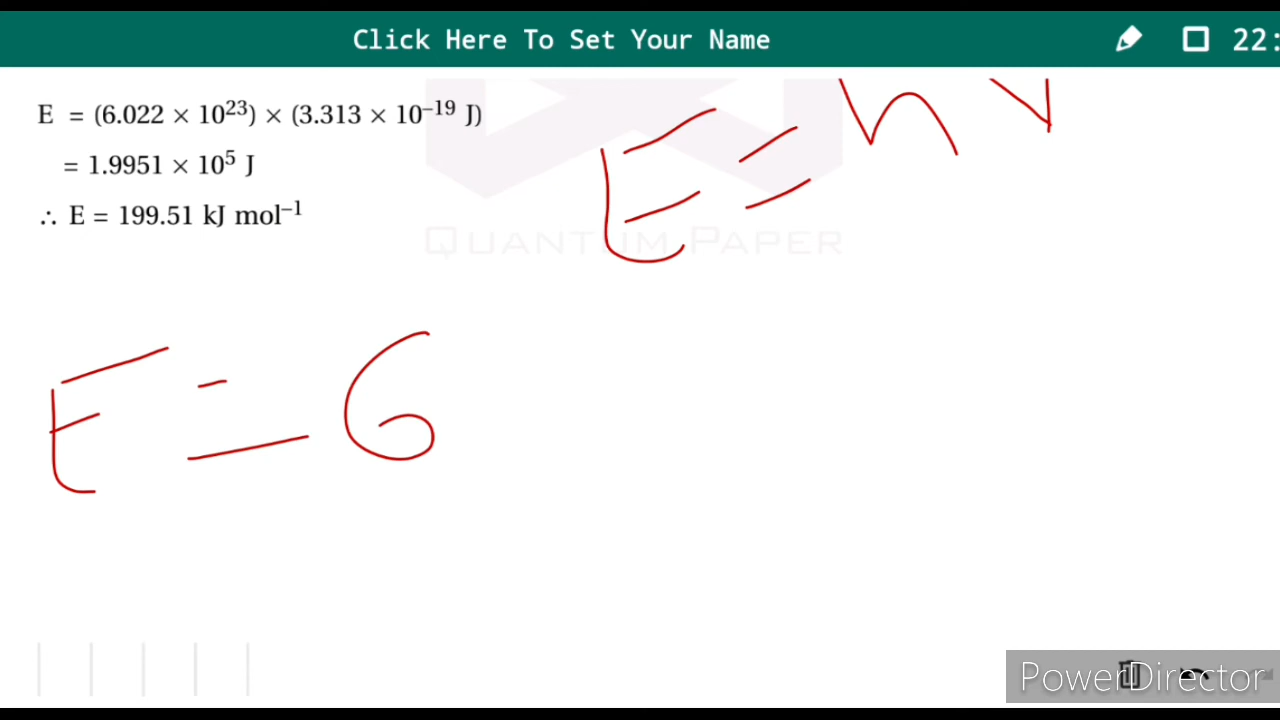 Click Here To Set Your Name
22:
E = (6.022 × 10²³) × (3.313 × 10⁻¹⁹ J)
= 1.9951 × 10⁵ J
∴ E = 199.51 kJ mol⁻¹
E = h
QUANTUM PAPER
E = 6
PowerDirector